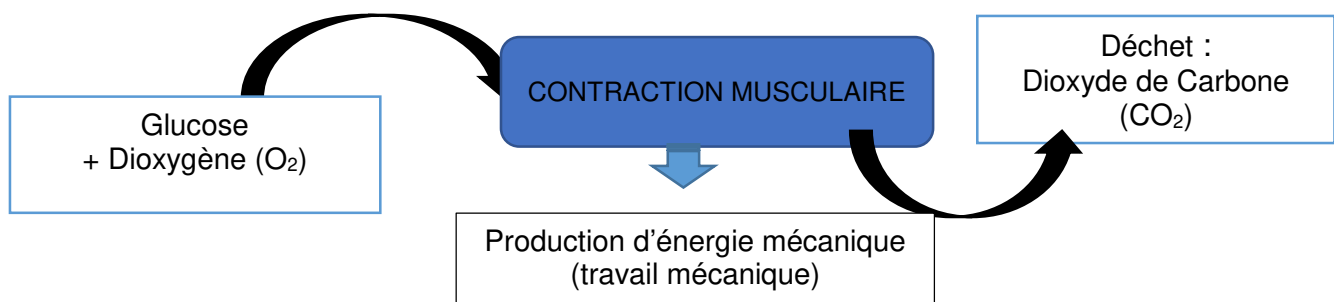 Glucose
+ Dioxygène (O₂)
CONTRACTION MUSCULAIRE
Déchet :
Dioxyde de Carbone
(CO₂)
Production d’énergie mécanique
(travail mécanique)